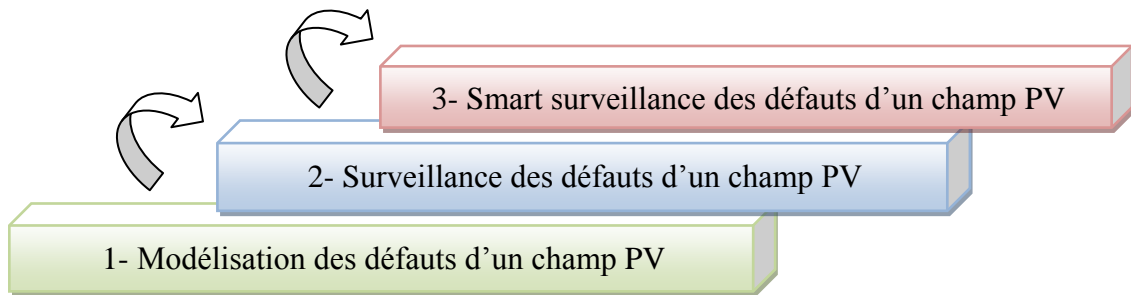 3- Smart surveillance des défauts d’un champ PV
2- Surveillance des défauts d’un champ PV
1- Modélisation des défauts d’un champ PV